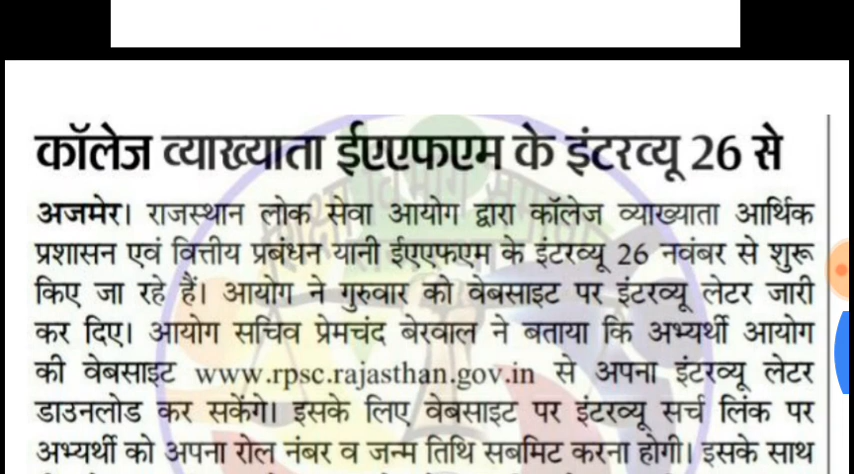 कॉलेज व्याख्याता ईएएफएम के इंटरव्यू 26 से
अजमेर। राजस्थान लोक सेवा आयोग द्वारा कॉलेज व्याख्याता आर्थिक
प्रशासन एवं वित्तीय प्रबंधन यानी ईएएफएम के इंटरव्यू 26 नवंबर से शुरू
किए जा रहे हैं। आयोग ने गुरुवार को वेबसाइट पर इंटरव्यू लेटर जारी
कर दिए। आयोग सचिव प्रेमचंद बेरवाल ने बताया कि अभ्यर्थी आयोग
की वेबसाइट www.rpsc.rajasthan.gov.in से अपना इंटरव्यू लेटर
डाउनलोड कर सकेंगे। इसके लिए वेबसाइट पर इंटरव्यू सर्च लिंक पर
अभ्यर्थी को अपना रोल नंबर व जन्म तिथि सबमिट करना होगी। इसके साथ